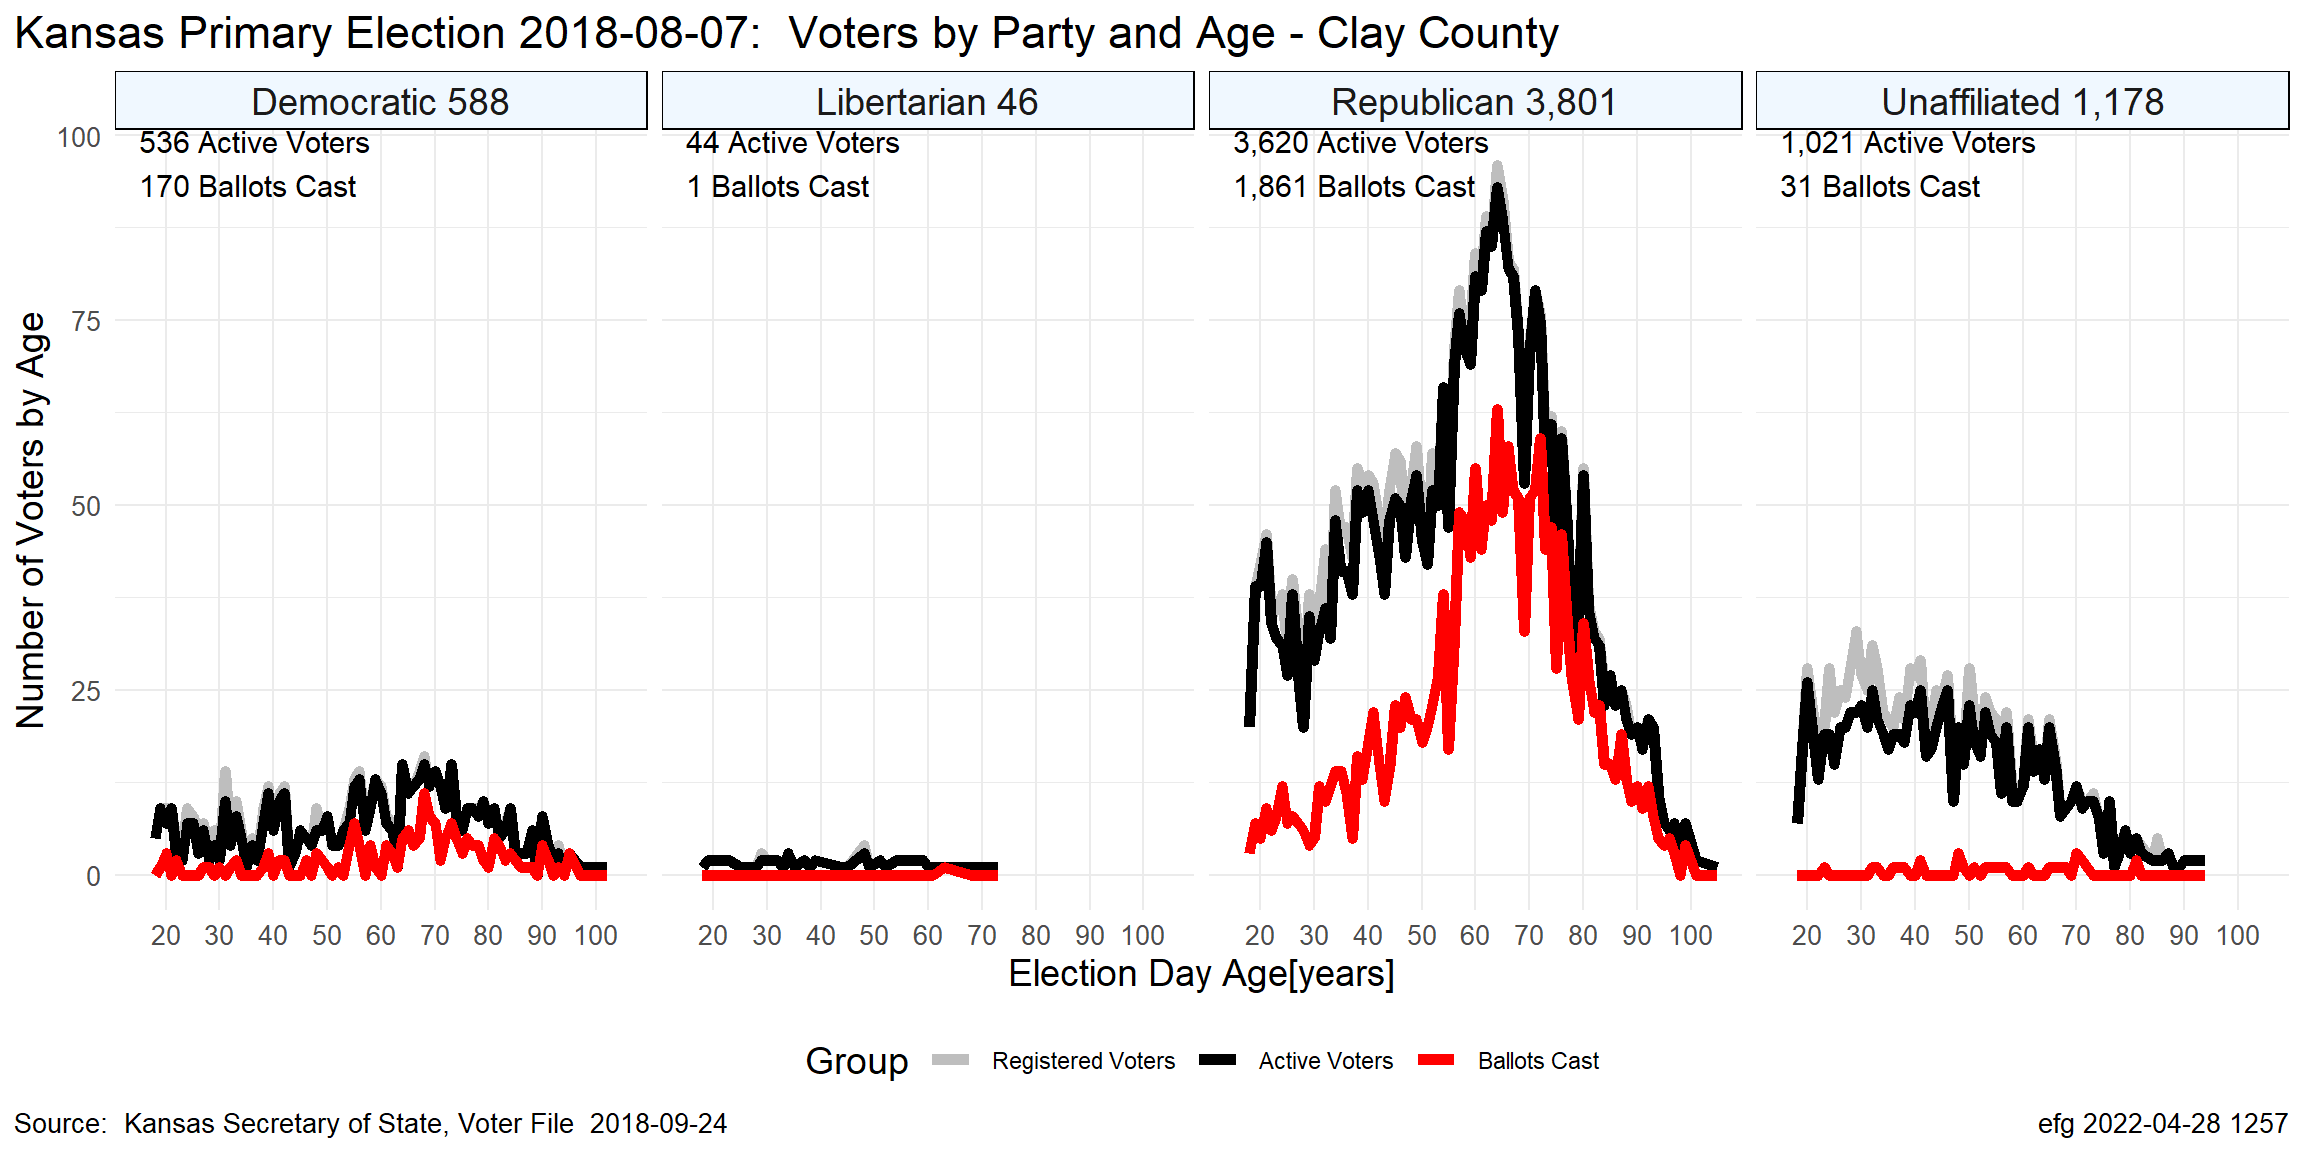 Kansas Primary Election 2018-08-07:  Voters by Party and Age - Clay County
Democratic 588
Libertarian 46
Republican 3,801
Unaffiliated 1,178
536 Active Voters
170 Ballots Cast
44 Active Voters
1 Ballots Cast
3,620 Active Voters
1,861 Ballots Cast
1,021 Active Voters
31 Ballots Cast
Number of Voters by Age
100
75
50
25
0
20 30 40 50 60 70 80 90 100
20 30 40 50 60 70 80 90 100
20 30 40 50 60 70 80 90 100
20 30 40 50 60 70 80 90 100
Election Day Age[years]
Group Registered Voters Active Voters Ballots Cast
Source:  Kansas Secretary of State, Voter File  2018-09-24
efg 2022-04-28 1257